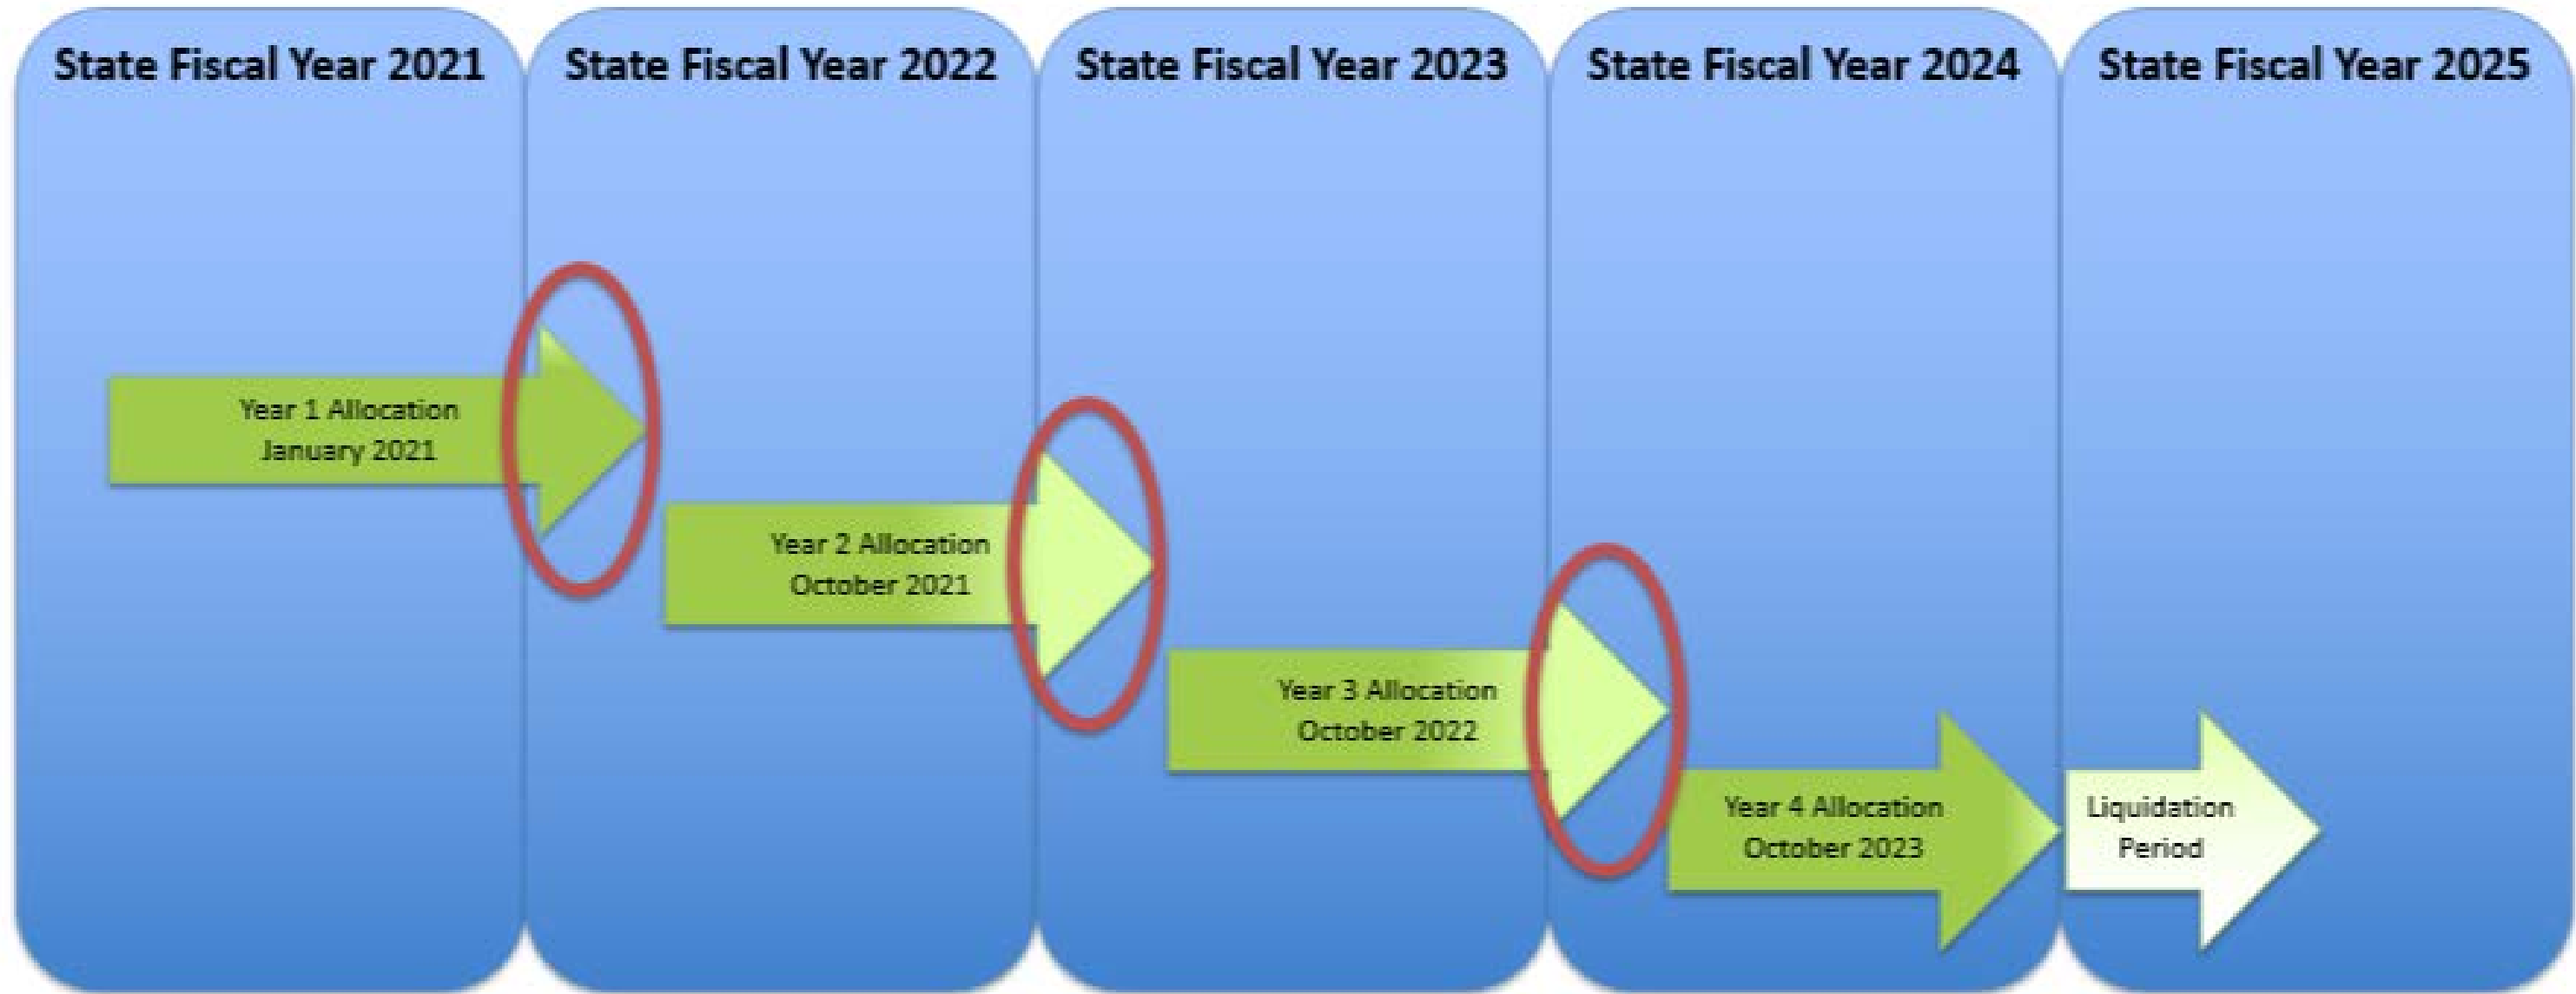 State Fiscal Year 2021
State Fiscal Year 2022
State Fiscal Year 2023
State Fiscal Year 2024
State Fiscal Year 2025
Year 1 Allocation
January 2021
Year 2 Allocation
October 2021
Year 3 Allocation
October 2022
Year 4 Allocation
October 2023
Liquidation
Period